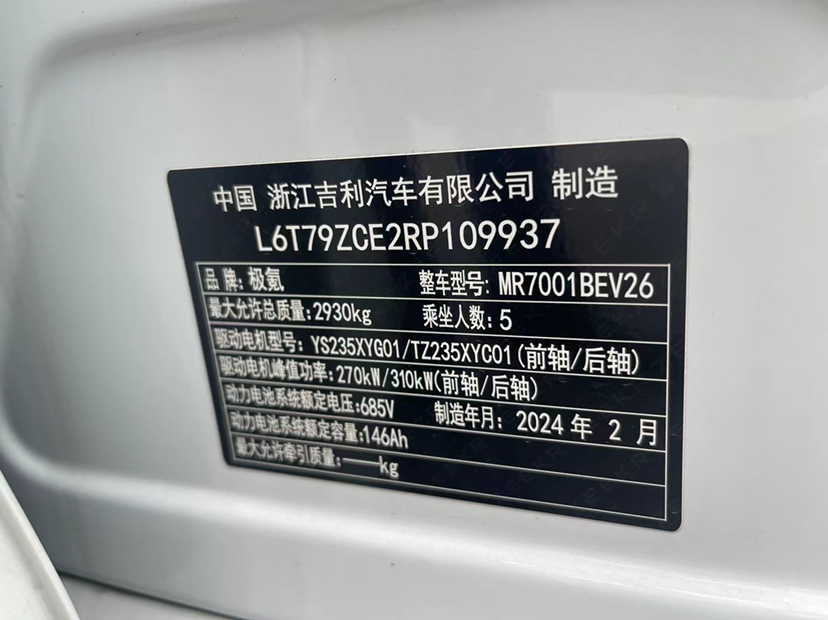 中国 浙江吉利汽车有限公司 制造
L6T79ZCE2RP109937
品牌:极氪 整车型号: MR7001BEV26
最大允许总质量:2930kg 乘坐人数: 5
驱动电机型号: YS235XYG01/TZ235XYC01(前轴/后轴)
驱动电机峰值功率:270kW/310kW(前轴/后轴)
动力电池系统额定电压:685V 制造年月: 2024 年 2 月
动力电池系统额定容量:146Ah
最大允许牵引质量:——kg